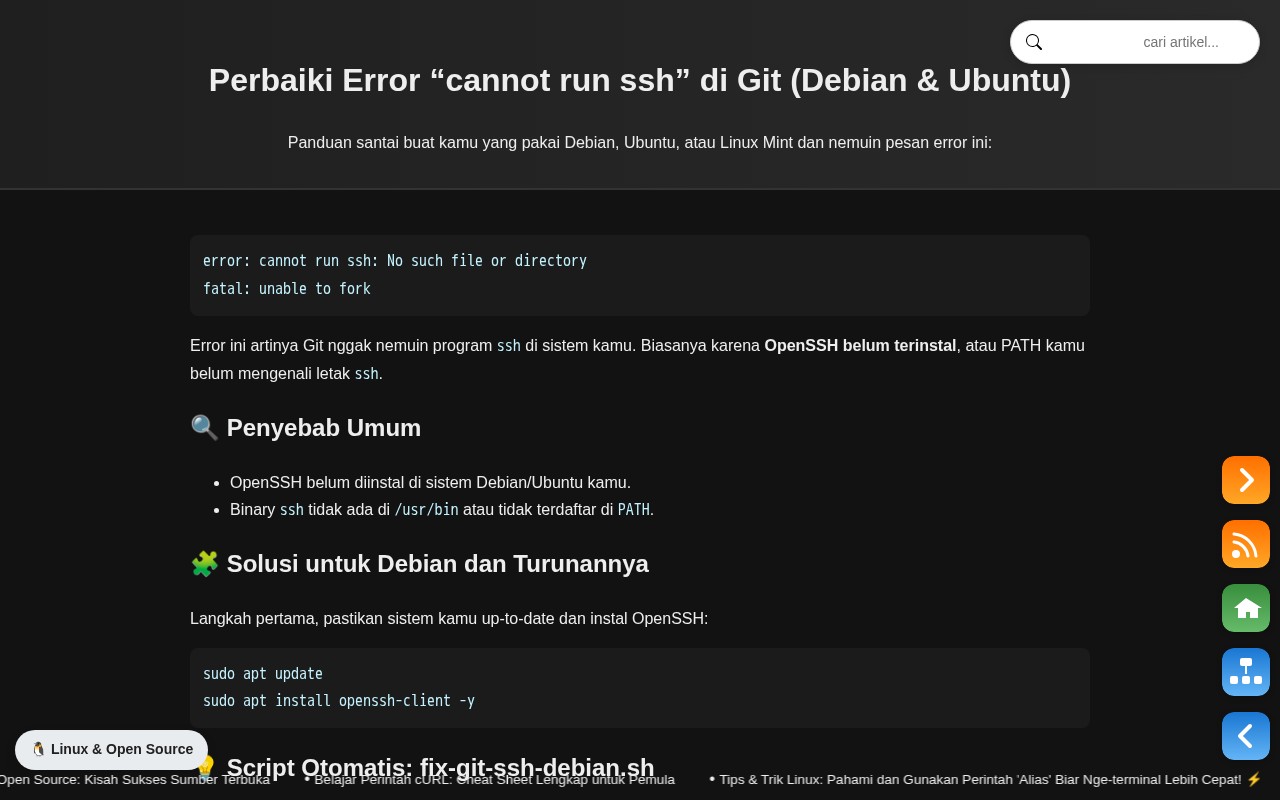 cari artikel...
Perbaiki Error “cannot run ssh” di Git (Debian & Ubuntu)
Panduan santai buat kamu yang pakai Debian, Ubuntu, atau Linux Mint dan nemuin pesan error ini:
error: cannot run ssh: No such file or directory
fatal: unable to fork
Error ini artinya Git nggak nemuin program ssh di sistem kamu. Biasanya karena OpenSSH belum terinstal, atau PATH kamu
belum mengenali letak ssh.
🔍 Penyebab Umum
• OpenSSH belum diinstal di sistem Debian/Ubuntu kamu.
• Binary ssh tidak ada di /usr/bin atau tidak terdaftar di PATH.
🧩 Solusi untuk Debian dan Turunannya
Langkah pertama, pastikan sistem kamu up-to-date dan instal OpenSSH:
sudo apt update
sudo apt install openssh-client -y
🐧 Linux & Open Source
💡 Script Otomatis: fix-git-ssh-debian.sh
Open Source: Kisah Sukses Sumber Terbuka • Belajar Perintah cURL: Cheat Sheet Lengkap untuk Pemula • Tips & Trik Linux: Pahami dan Gunakan Perintah 'Alias' Biar Nge-terminal Lebih Cepat! ⚡